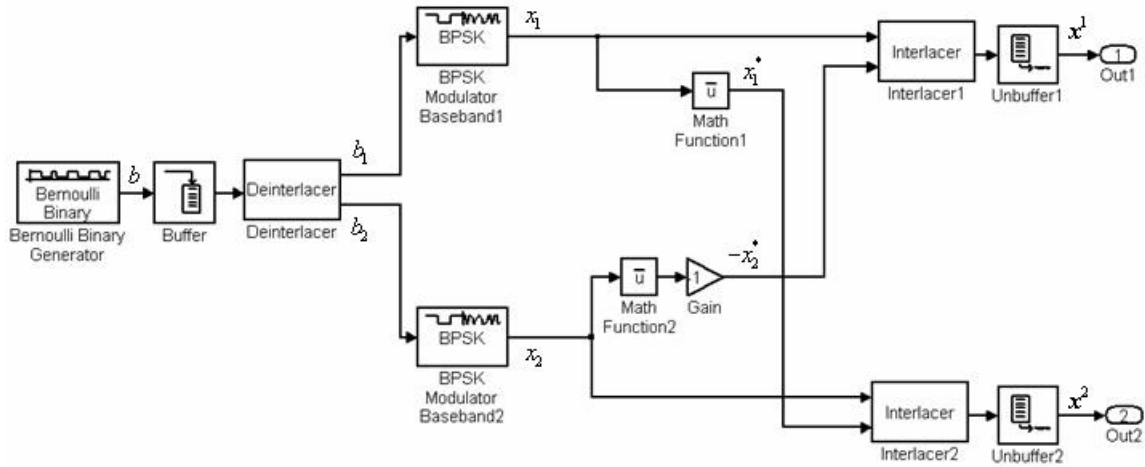 BPSK
x₁
BPSK
Modulator
Baseband1
ū
x₁*
Math
Function1
Interlacer
Interlacer1
Unbuffer1
x¹
1
Out1
Bernoulli
Binary
Bernoulli Binary
Generator
b
Buffer
Deinterlacer
Deinterlacer
b₁
b₂
BPSK
x₂
BPSK
Modulator
Baseband2
ū
Math
Function2
-1
Gain
−x₂*
Interlacer
Interlacer2
Unbuffer2
x²
2
Out2